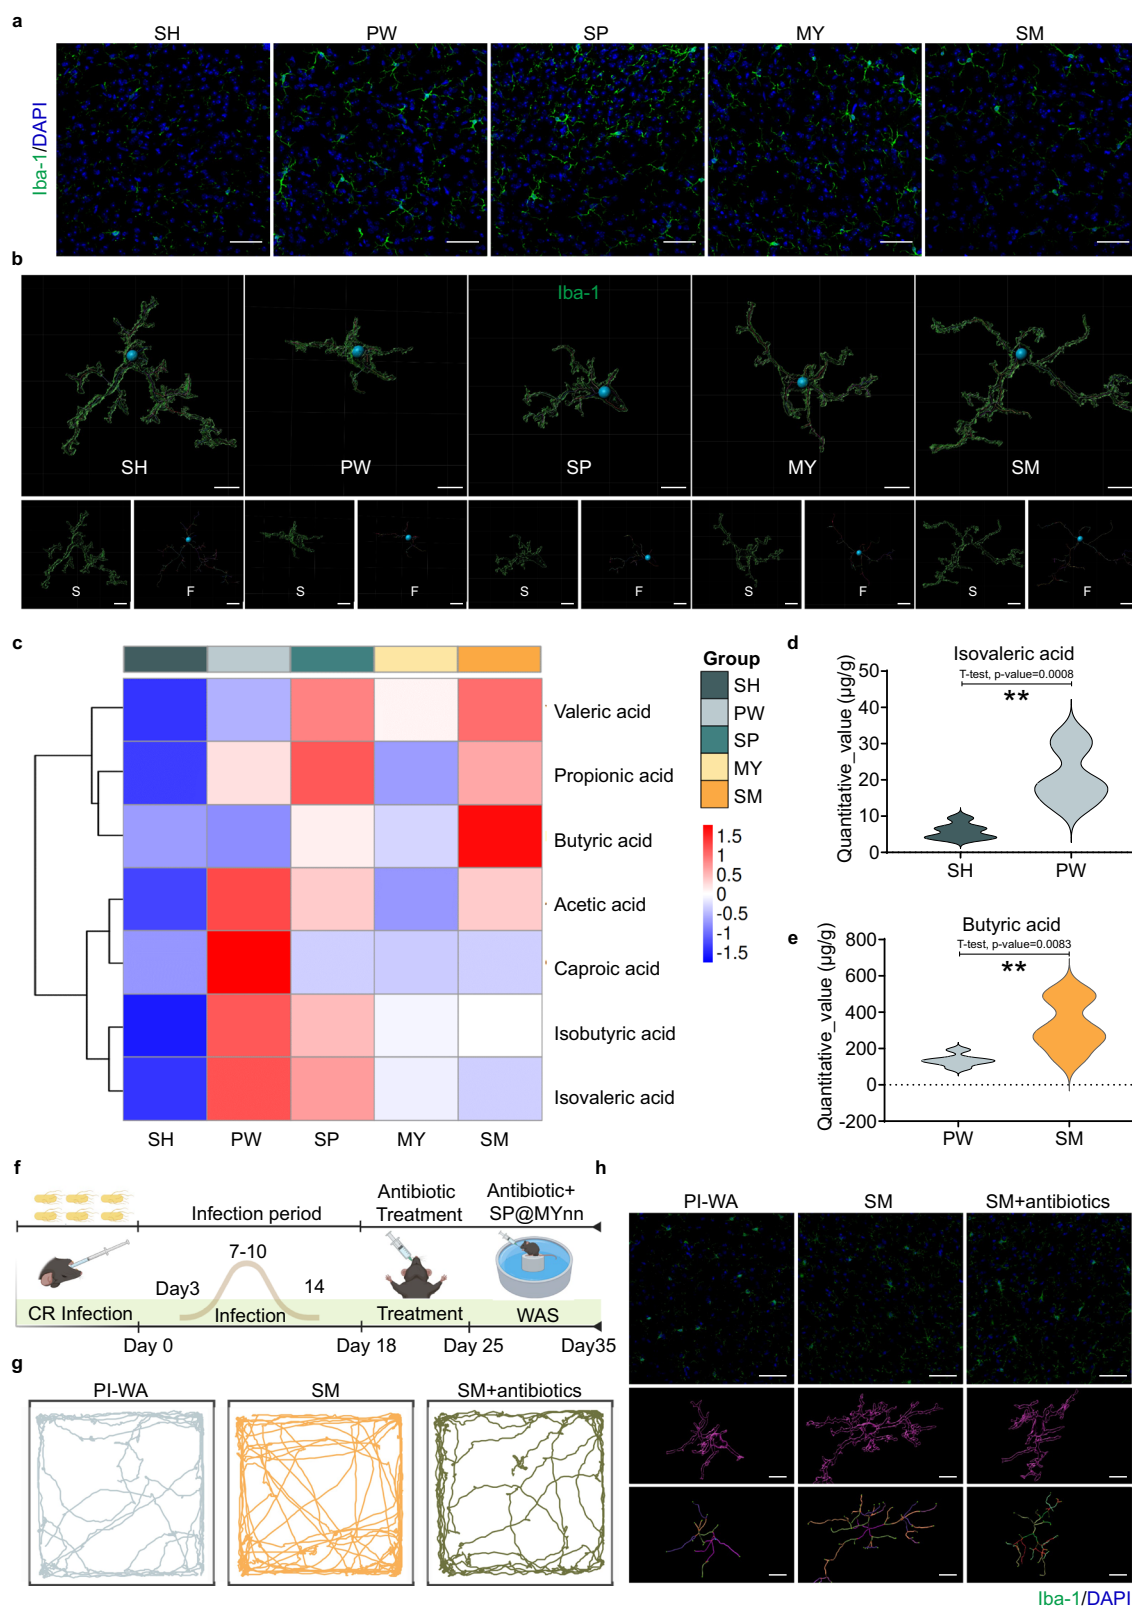 a
SH PW SP MY SM
Iba-1/DAPI
b
Iba-1
SH PW SP MY SM
S F S F S F S F S F
c
Group
SH
PW
SP
MY
SM
1.5
1
0.5
0
-0.5
-1
-1.5
Valeric acid
Propionic acid
Butyric acid
Acetic acid
Caproic acid
Isobutyric acid
Isovaleric acid
SH PW SP MY SM
d
Isovaleric acid
T-test, p-value=0.0008
**
Quantitative_value (µg/g)
50
40
30
20
10
0
SH PW
e
Butyric acid
T-test, p-value=0.0083
**
Quantitative_value (µg/g)
800
600
400
200
0
-200
PW SM
f
Infection period
Antibiotic
Treatment
Antibiotic+
SP@MYnn
Day3
7-10
14
CR Infection Infection Treatment WAS
Day 0 Day 18 Day 25 Day35
g
PI-WA SM SM+antibiotics
h
PI-WA SM SM+antibiotics
Iba-1/DAPI